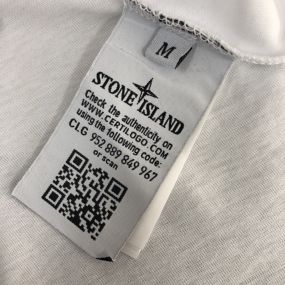 M
STONE ISLAND
Check the authenticity on
WWW.CERTILOGO.COM
using the following code:
CLG 952 889 849 967
or scan